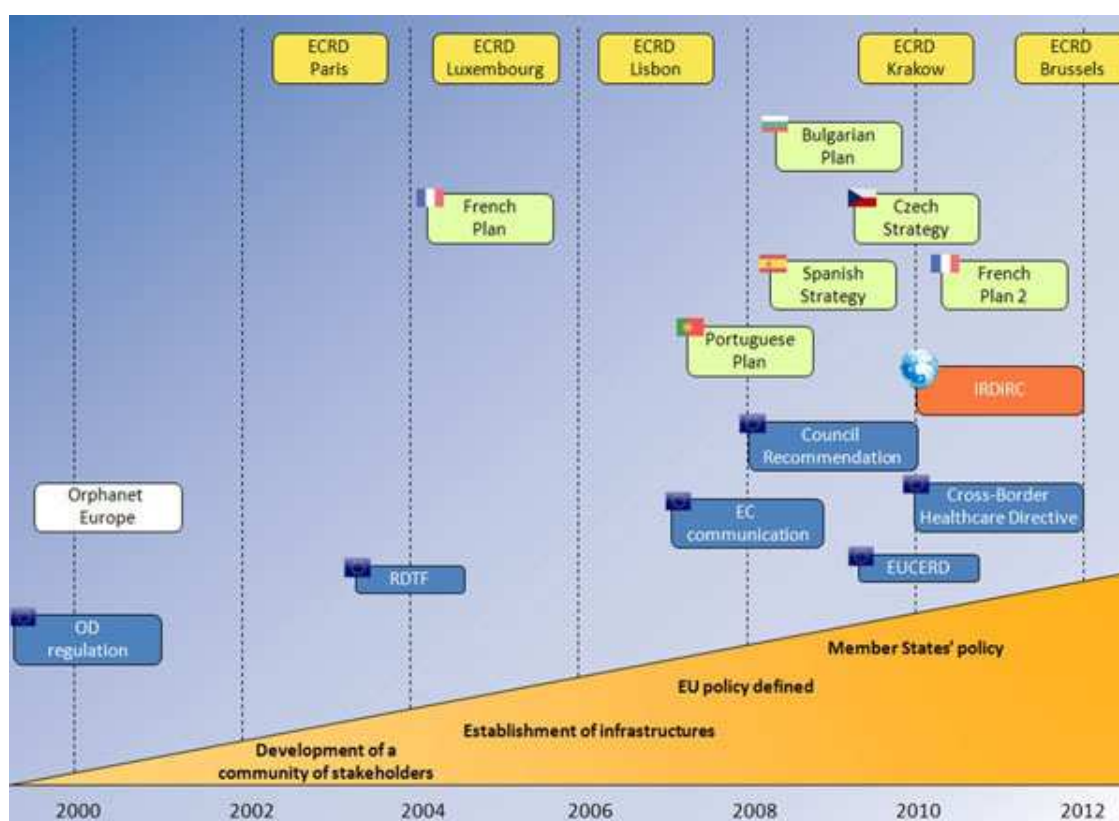 ECRD
Paris
ECRD
Luxembourg
ECRD
Lisbon
ECRD
Krakow
ECRD
Brussels
Bulgarian
Plan
French
Plan
Czech
Strategy
Spanish
Strategy
French
Plan 2
Portuguese
Plan
IRDIRC
Council
Recommendation
Orphanet
Europe
EC
communication
Cross-Border
Healthcare Directive
RDTF
EUCERD
OD
regulation
Member States' policy
EU policy defined
Establishment of infrastructures
Development of a
community of stakeholders
2000
2002
2004
2006
2008
2010
2012